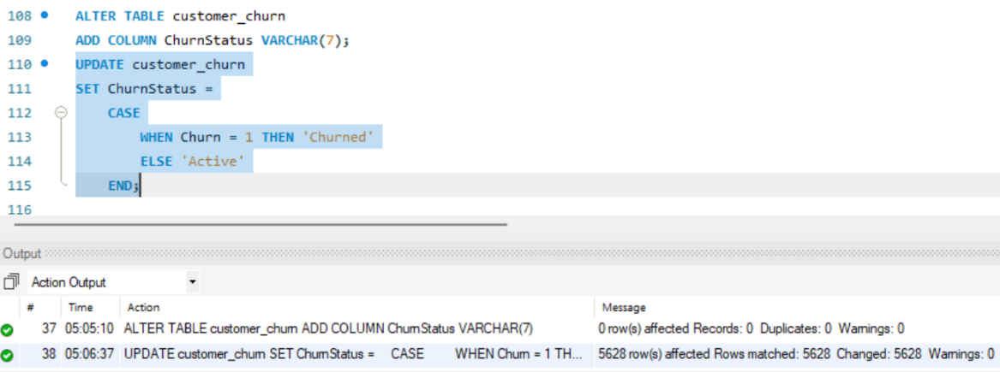 108 ALTER TABLE customer_churn
109 ADD COLUMN ChurnStatus VARCHAR(7);
110 UPDATE customer_churn
111 SET ChurnStatus =
112 CASE
113 WHEN Churn = 1 THEN 'Churned'
114 ELSE 'Active'
115 END;
116
Output
Action Output
# Time Action Message
37 05:05:10 ALTER TABLE customer_churn ADD COLUMN ChurnStatus VARCHAR(7) 0 row(s) affected Records: 0 Duplicates: 0 Warnings: 0
38 05:06:37 UPDATE customer_churn SET ChurnStatus = CASE WHEN Churn = 1 TH... 5628 row(s) affected Rows matched: 5628 Changed: 5628 Warnings: 0